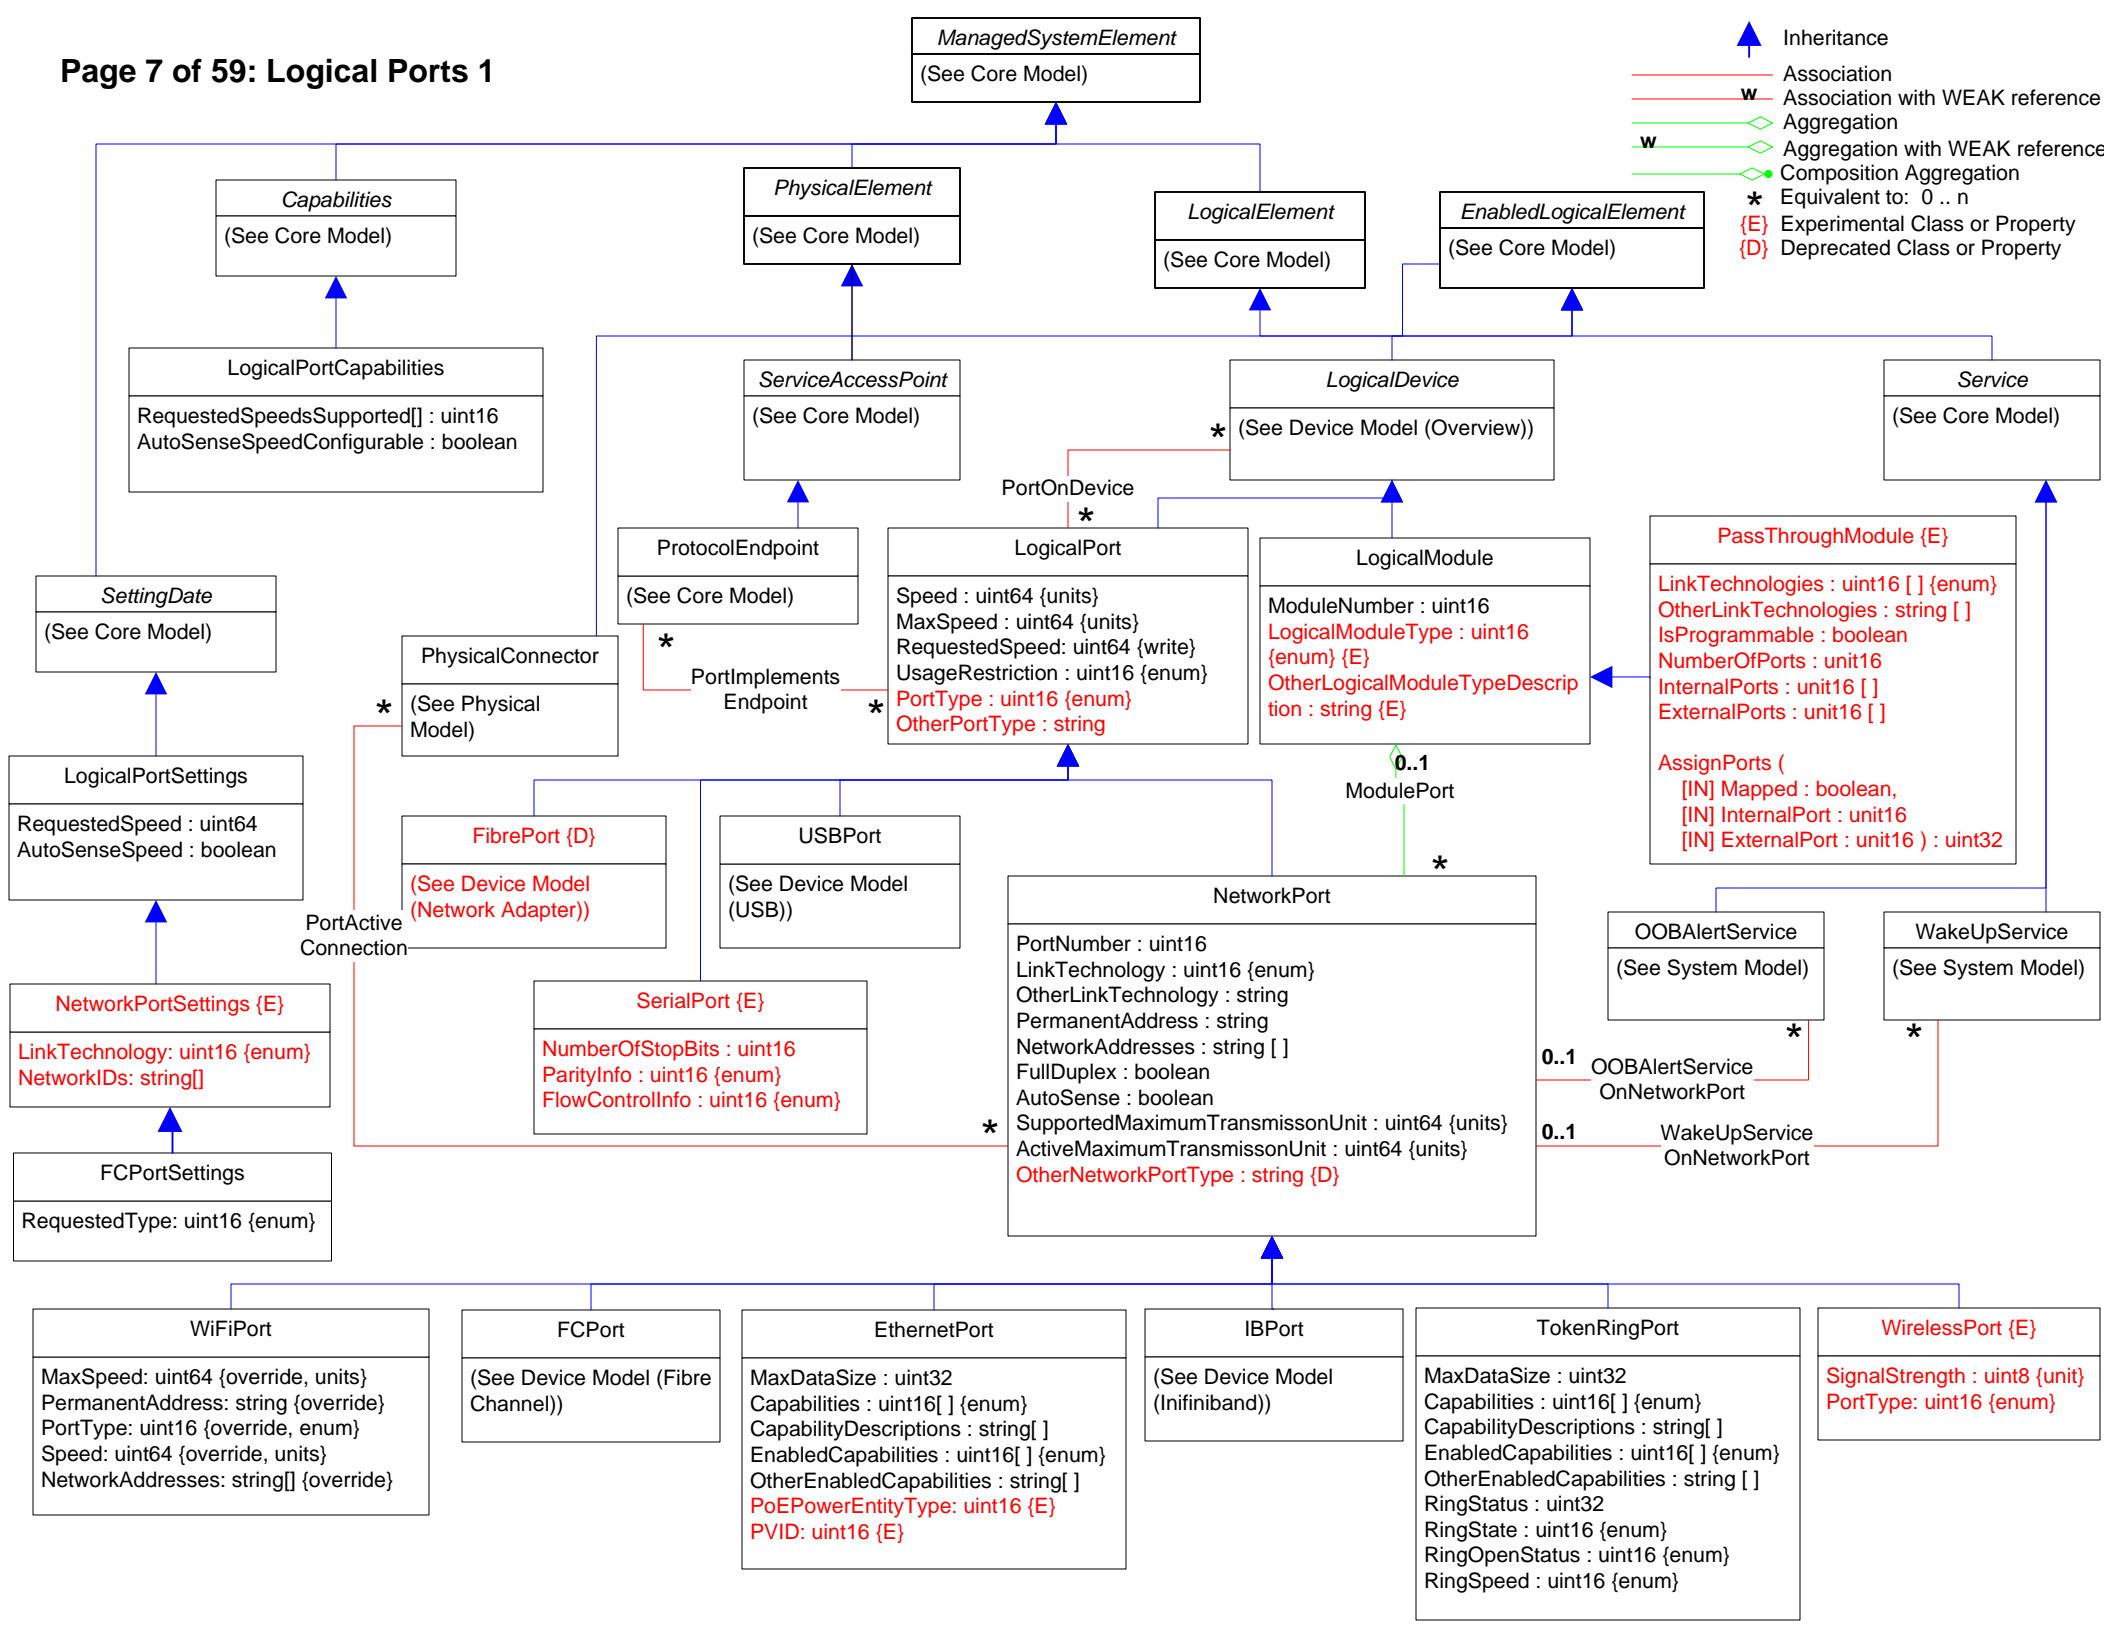 Page 7 of 59: Logical Ports 1
ManagedSystemElement
(See Core Model)
Inheritance
Association
w
Association with WEAK reference
Aggregation
w
Aggregation with WEAK reference
Composition Aggregation
* Equivalent to: 0 .. n
{E} Experimental Class or Property
{D} Deprecated Class or Property
Capabilities
(See Core Model)
PhysicalElement
(See Core Model)
LogicalElement
(See Core Model)
EnabledLogicalElement
(See Core Model)
LogicalPortCapabilities
RequestedSpeedsSupported[] : uint16
AutoSenseSpeedConfigurable : boolean
ServiceAccessPoint
(See Core Model)
LogicalDevice
(See Device Model (Overview))
*
Service
(See Core Model)
PortOnDevice
*
SettingDate
(See Core Model)
ProtocolEndpoint
(See Core Model)
*
LogicalPort
Speed : uint64 {units}
MaxSpeed : uint64 {units}
RequestedSpeed: uint64 {write}
UsageRestriction : uint16 {enum}
PortType : uint16 {enum}
OtherPortType : string
LogicalModule
ModuleNumber : uint16
LogicalModuleType : uint16
{enum} {E}
OtherLogicalModuleTypeDescrip
tion : string {E}
PassThroughModule {E}
LinkTechnologies : uint16 [ ] {enum}
OtherLinkTechnologies : string [ ]
IsProgrammable : boolean
NumberOfPorts : unit16
InternalPorts : unit16 [ ]
ExternalPorts : unit16 [ ]
AssignPorts (
[IN] Mapped : boolean,
[IN] InternalPort : unit16
[IN] ExternalPort : unit16 ) : uint32
PhysicalConnector
(See Physical
Model)
*
PortImplements
Endpoint
*
LogicalPortSettings
RequestedSpeed : uint64
AutoSenseSpeed : boolean
0..1
ModulePort
*
FibrePort {D}
(See Device Model
(Network Adapter))
USBPort
(See Device Model
(USB))
PortActive
Connection
NetworkPort
PortNumber : uint16
LinkTechnology : uint16 {enum}
OtherLinkTechnology : string
PermanentAddress : string
NetworkAddresses : string [ ]
FullDuplex : boolean
AutoSense : boolean
SupportedMaximumTransmissonUnit : uint64 {units}
ActiveMaximumTransmissonUnit : uint64 {units}
OtherNetworkPortType : string {D}
*
OOBAlertService
(See System Model)
*
WakeUpService
(See System Model)
*
NetworkPortSettings {E}
LinkTechnology: uint16 {enum}
NetworkIDs: string[]
SerialPort {E}
NumberOfStopBits : uint16
ParityInfo : uint16 {enum}
FlowControlInfo : uint16 {enum}
0..1
OOBAlertService
OnNetworkPort
0..1
WakeUpService
OnNetworkPort
FCPortSettings
RequestedType: uint16 {enum}
WiFiPort
MaxSpeed: uint64 {override, units}
PermanentAddress: string {override}
PortType: uint16 {override, enum}
Speed: uint64 {override, units}
NetworkAddresses: string[] {override}
FCPort
(See Device Model (Fibre
Channel))
EthernetPort
MaxDataSize : uint32
Capabilities : uint16[ ] {enum}
CapabilityDescriptions : string[ ]
EnabledCapabilities : uint16[ ] {enum}
OtherEnabledCapabilities : string[ ]
PoEPowerEntityType: uint16 {E}
PVID: uint16 {E}
IBPort
(See Device Model
(Inifiniband))
TokenRingPort
MaxDataSize : uint32
Capabilities : uint16[ ] {enum}
CapabilityDescriptions : string[ ]
EnabledCapabilities : uint16[ ] {enum}
OtherEnabledCapabilities : string [ ]
RingStatus : uint32
RingState : uint16 {enum}
RingOpenStatus : uint16 {enum}
RingSpeed : uint16 {enum}
WirelessPort {E}
SignalStrength : uint8 {unit}
PortType: uint16 {enum}